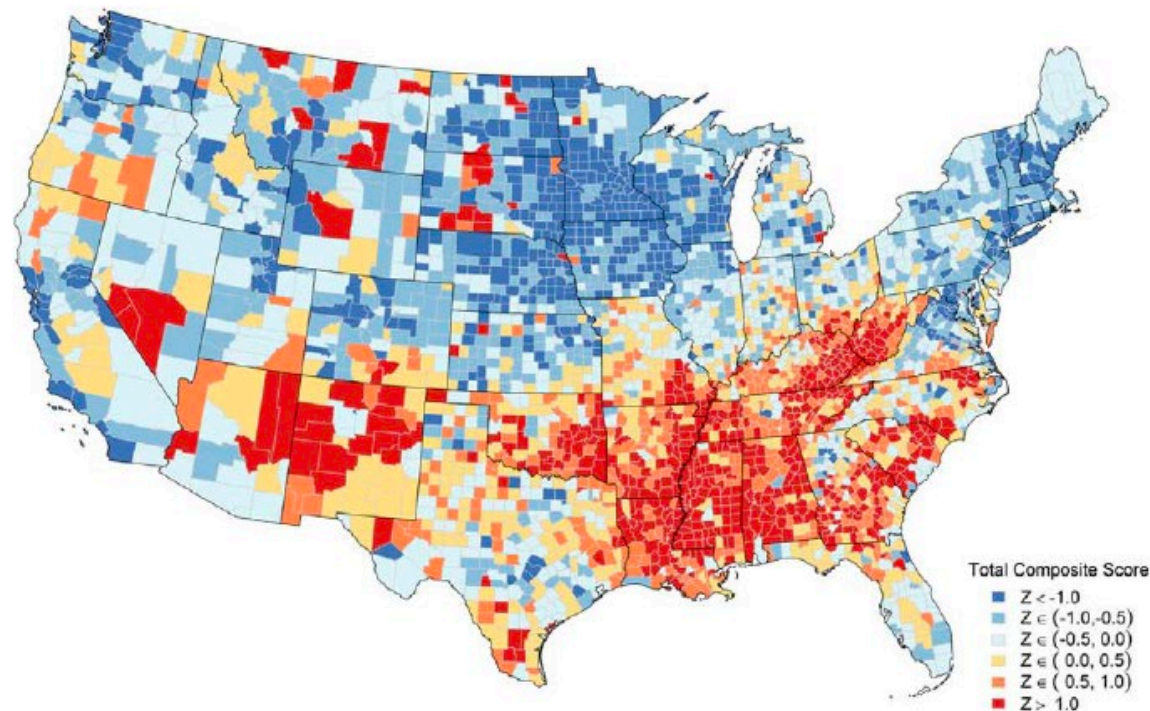 Total Composite Score
Z < -1.0
Z ∈ (-1.0,-0.5)
Z ∈ (-0.5, 0.0)
Z ∈ ( 0.0, 0.5)
Z ∈ ( 0.5, 1.0)
Z > 1.0